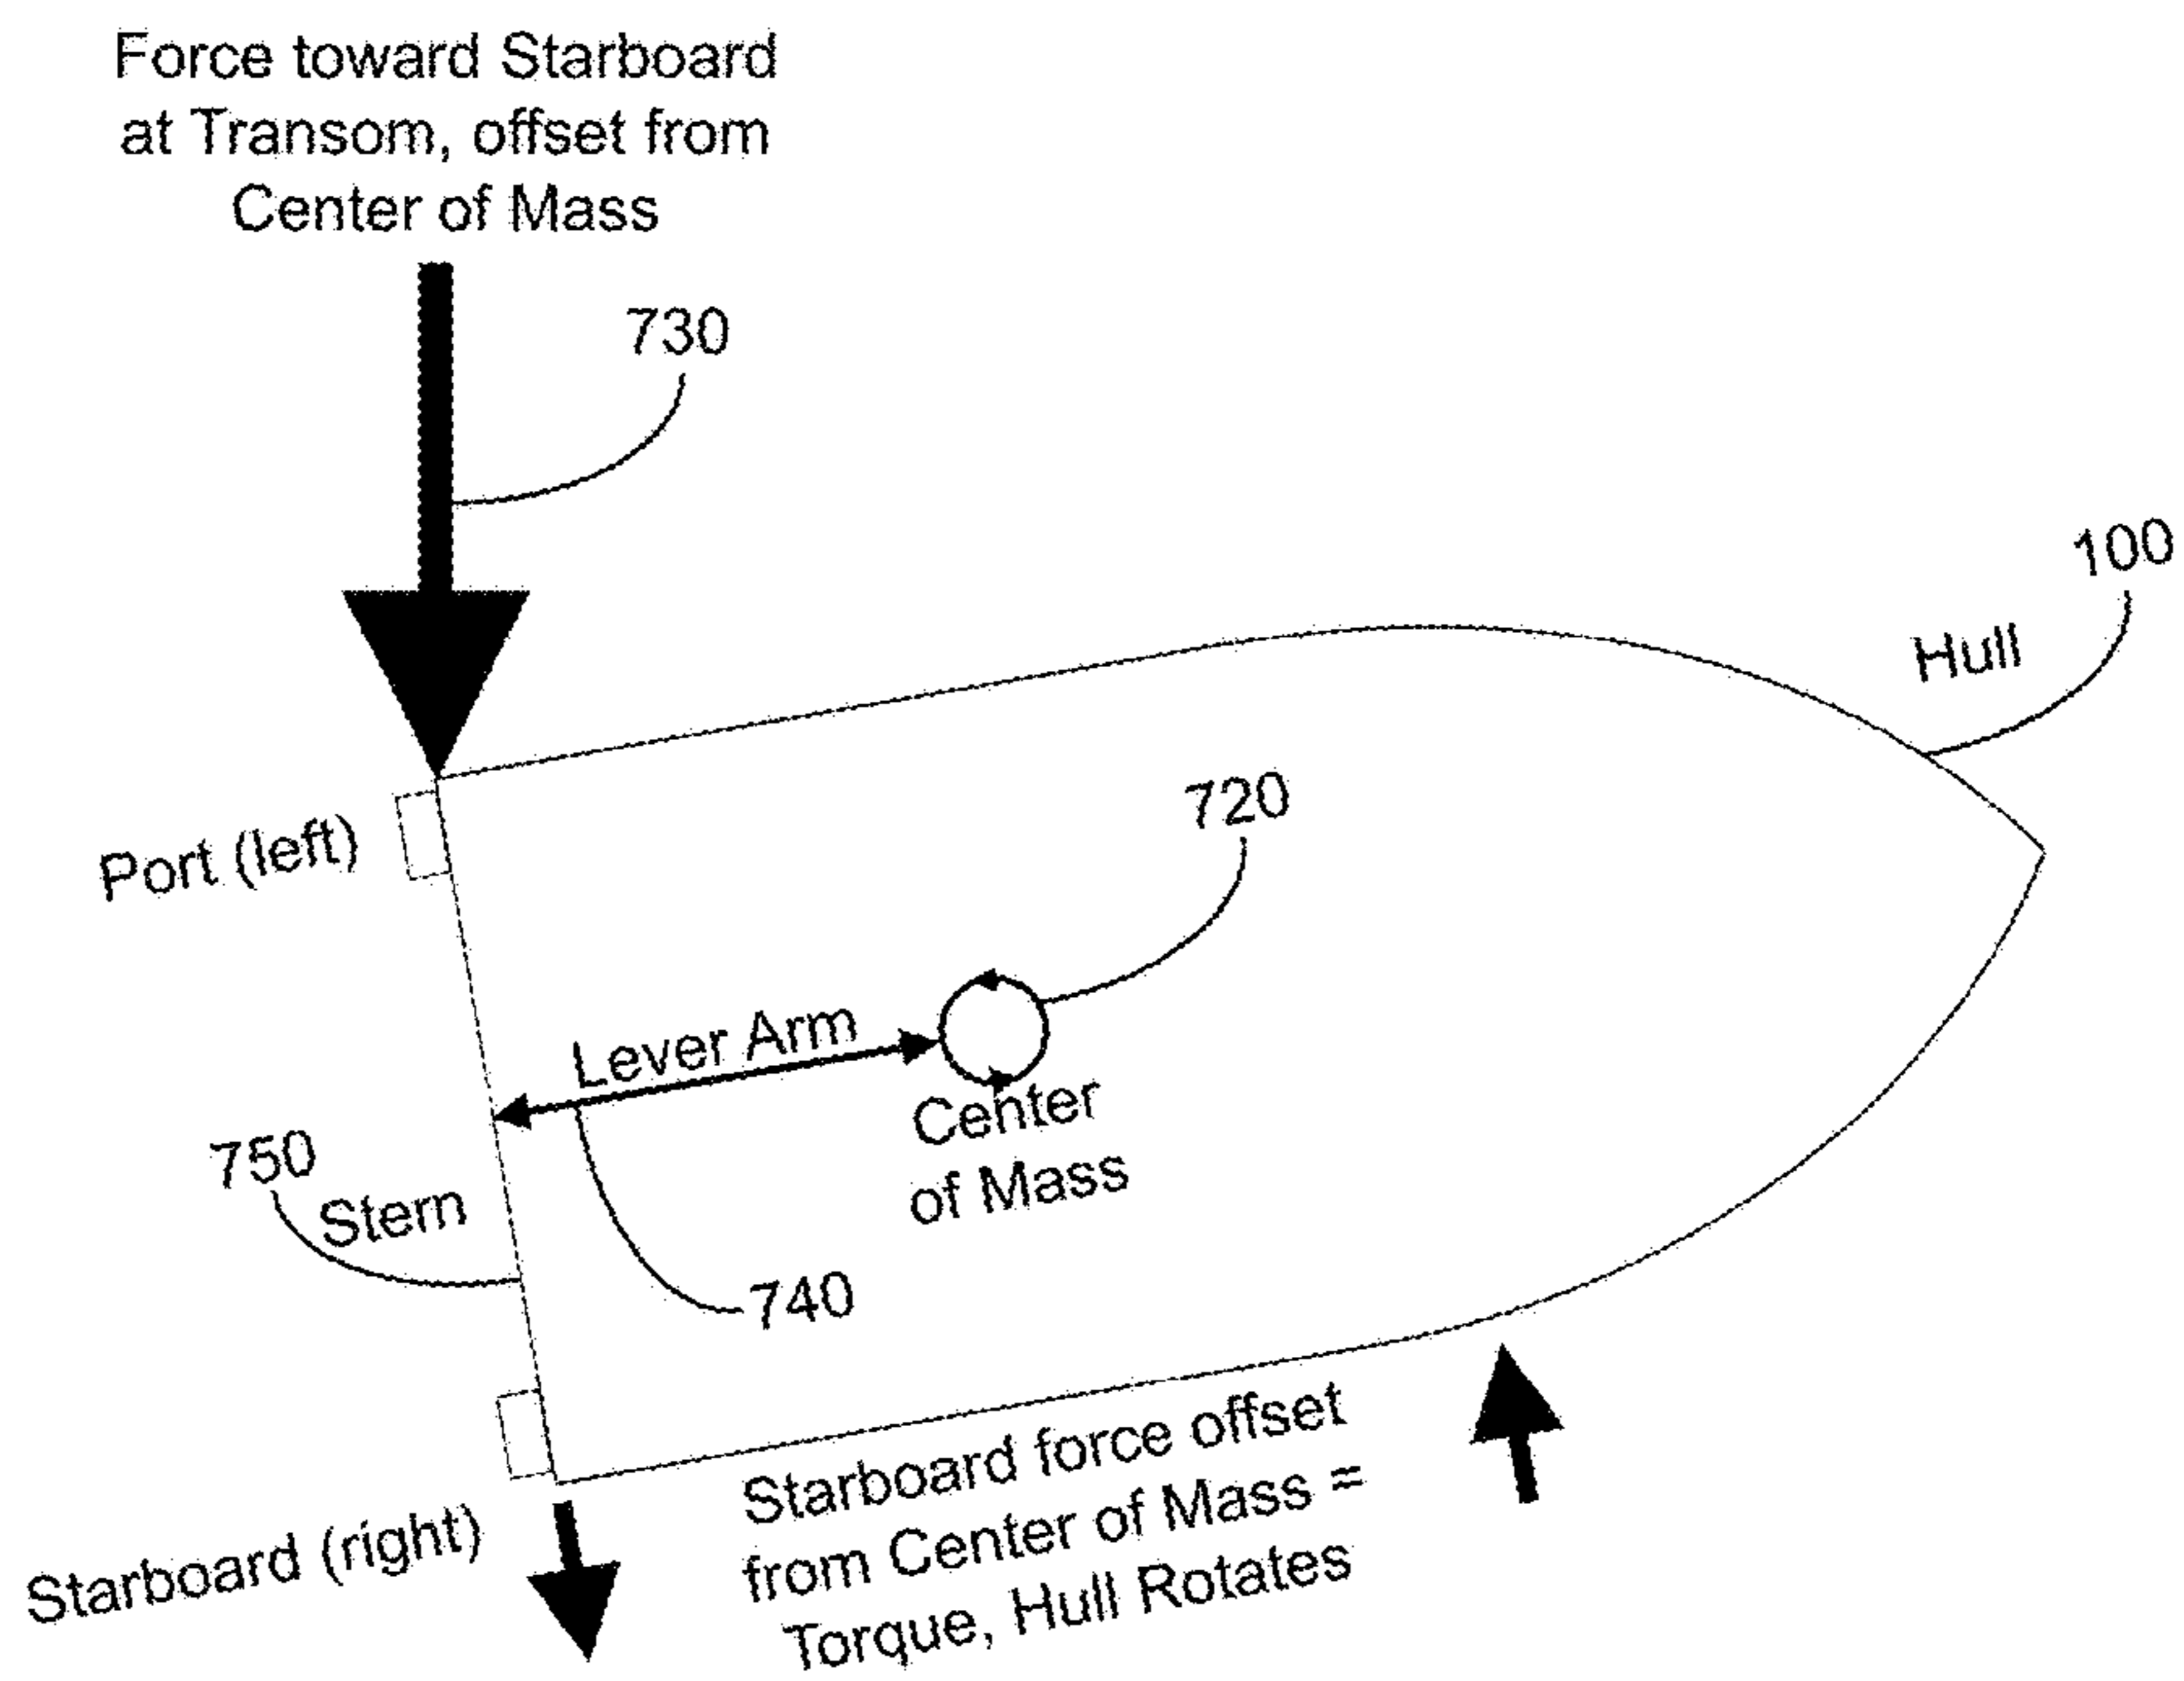 Force toward Starboard
at Transom, offset from
Center of Mass
730
100
Hull
720
Port (left)
Lever Arm
Center
of Mass
750
Stern
740
Starboard force offset
from Center of Mass =
Torque, Hull Rotates
Starboard (right)